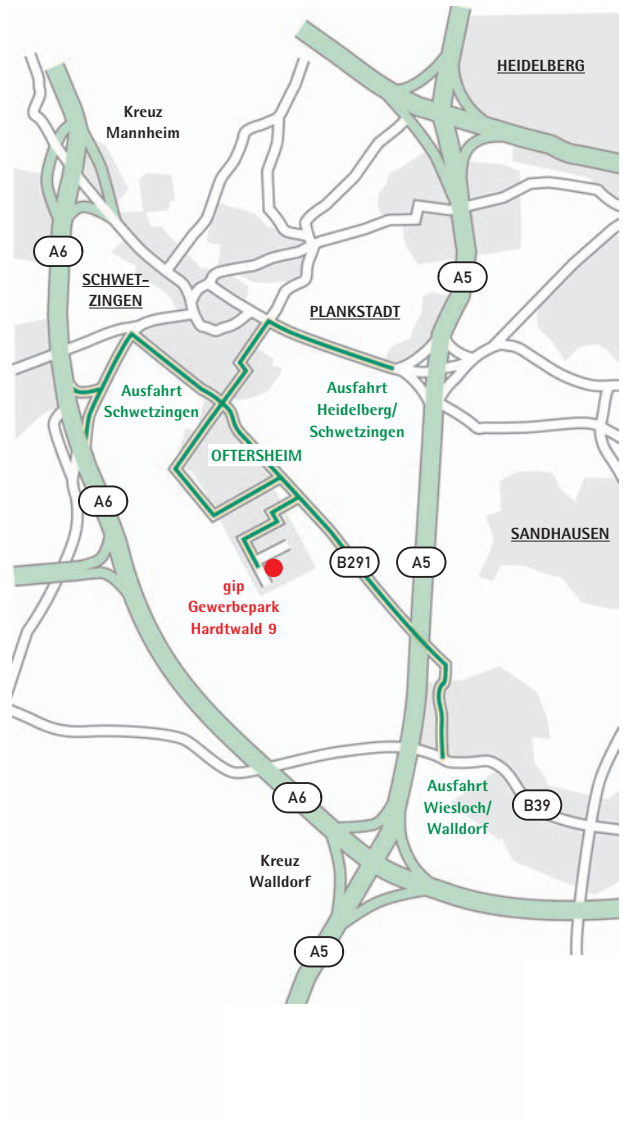 HEIDELBERG
Kreuz
Mannheim
A6
A5
SCHWET-
ZINGEN
PLANKSTADT
Ausfahrt
Schwetzingen
Ausfahrt
Heidelberg/
Schwetzingen
OFTERSHEIM
A6
SANDHAUSEN
B291
A5
gip
Gewerbepark
Hardtwald 9
Ausfahrt
Wiesloch/
Walldorf
A6
B39
Kreuz
Walldorf
A5